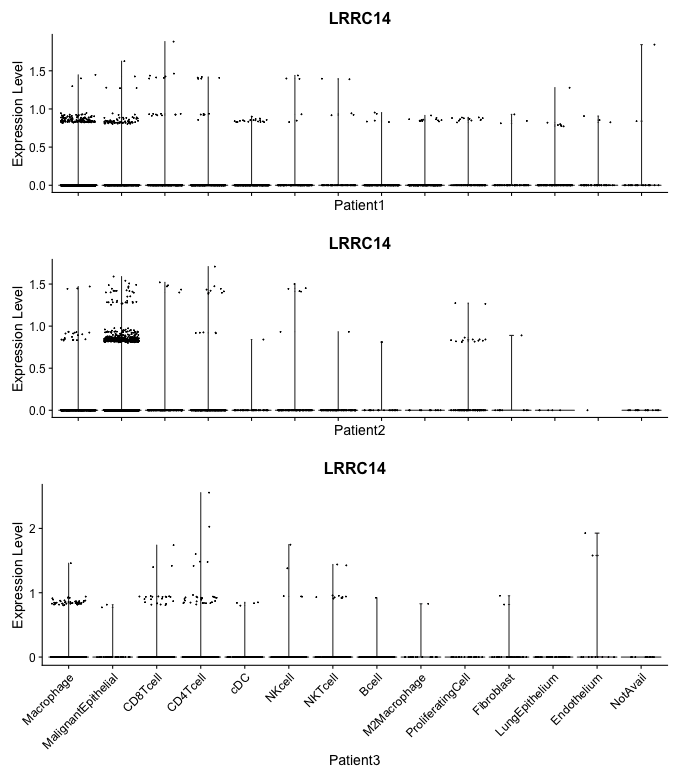 LRRC14
Expression Level
1.5
1.0
0.5
0.0
Patient1
LRRC14
Expression Level
1.5
1.0
0.5
0.0
Patient2
LRRC14
Expression Level
2
1
0
Macrophage
MalignantEpithelial
CD8Tcell
CD4Tcell
cDC
NKcell
NKTcell
Bcell
M2Macrophage
ProliferatingCell
Fibroblast
LungEpithelium
Endothelium
NotAvail
Patient3